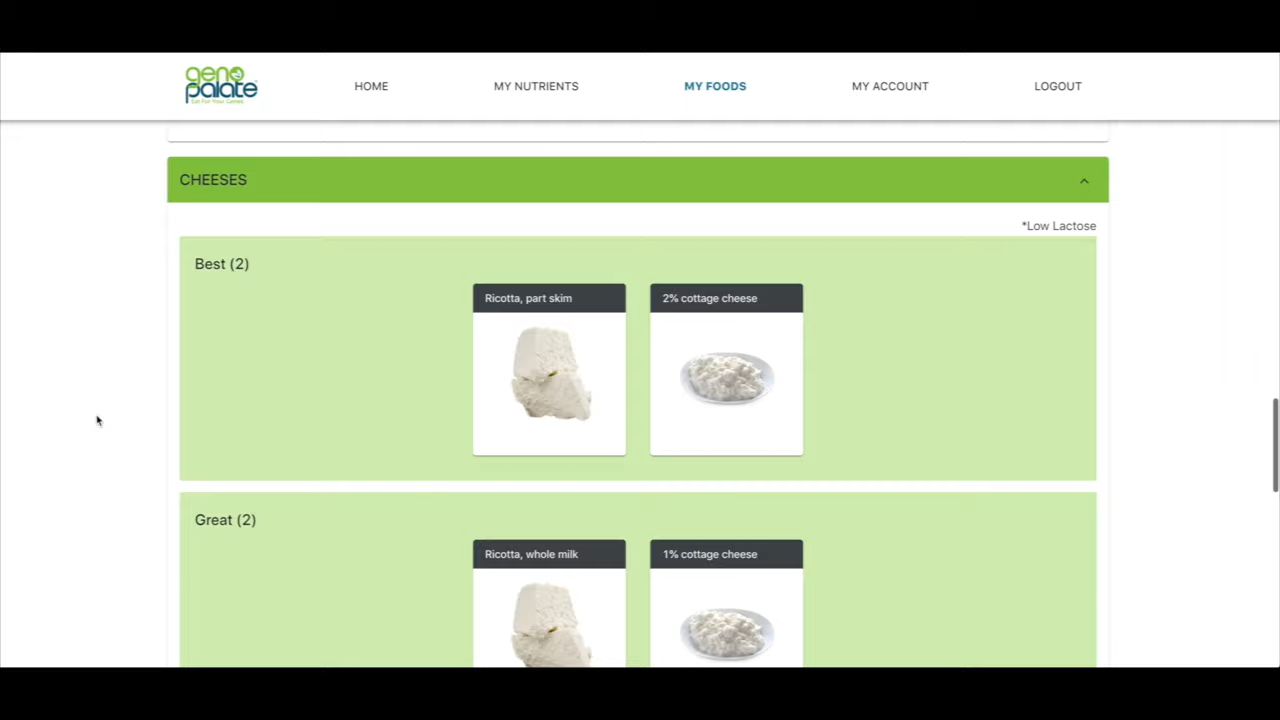 geno
palate
Eat For Your Genes
HOME
MY NUTRIENTS
MY FOODS
MY ACCOUNT
LOGOUT
CHEESES
*Low Lactose
Best (2)
Ricotta, part skim
2% cottage cheese
Great (2)
Ricotta, whole milk
1% cottage cheese